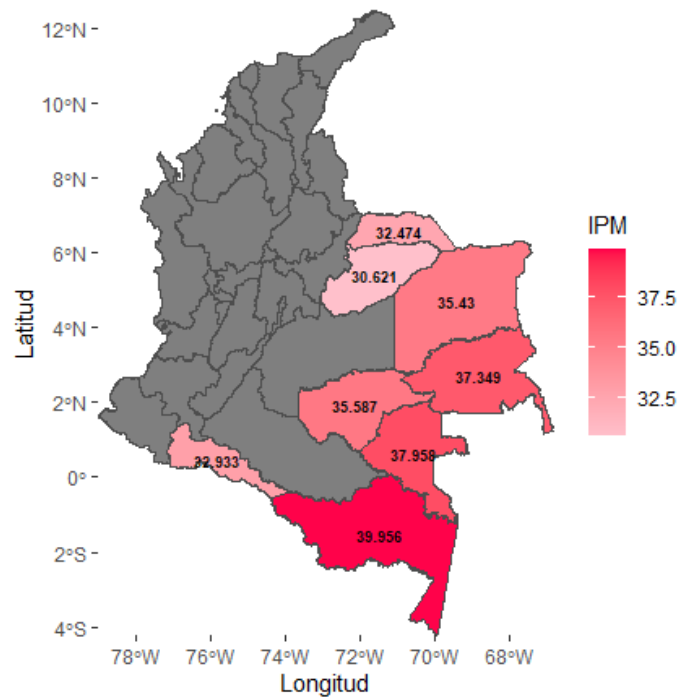 12°N
10°N
8°N
6°N
4°N
2°N
0°
2°S
4°S
Latitud
32.474
30.621
35.43
37.349
35.587
37.958
32.933
39.956
78°W
76°W
74°W
72°W
70°W
68°W
Longitud
IPM
37.5
35.0
32.5